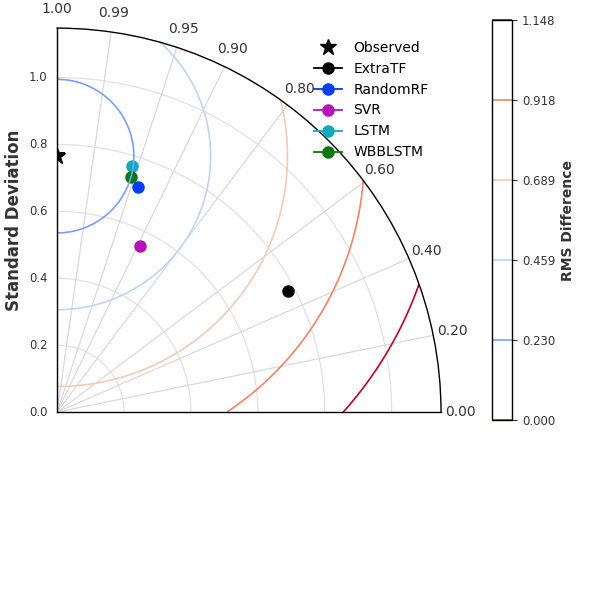 1.00
0.99
0.95
0.90
0.80
0.60
0.40
0.20
0.00
1.0
0.8
0.6
0.4
0.2
0.0
Standard Deviation
Observed
ExtraTF
RandomRF
SVR
LSTM
WBBLSTM
1.148
0.918
0.689
0.459
0.230
0.000
RMS Difference